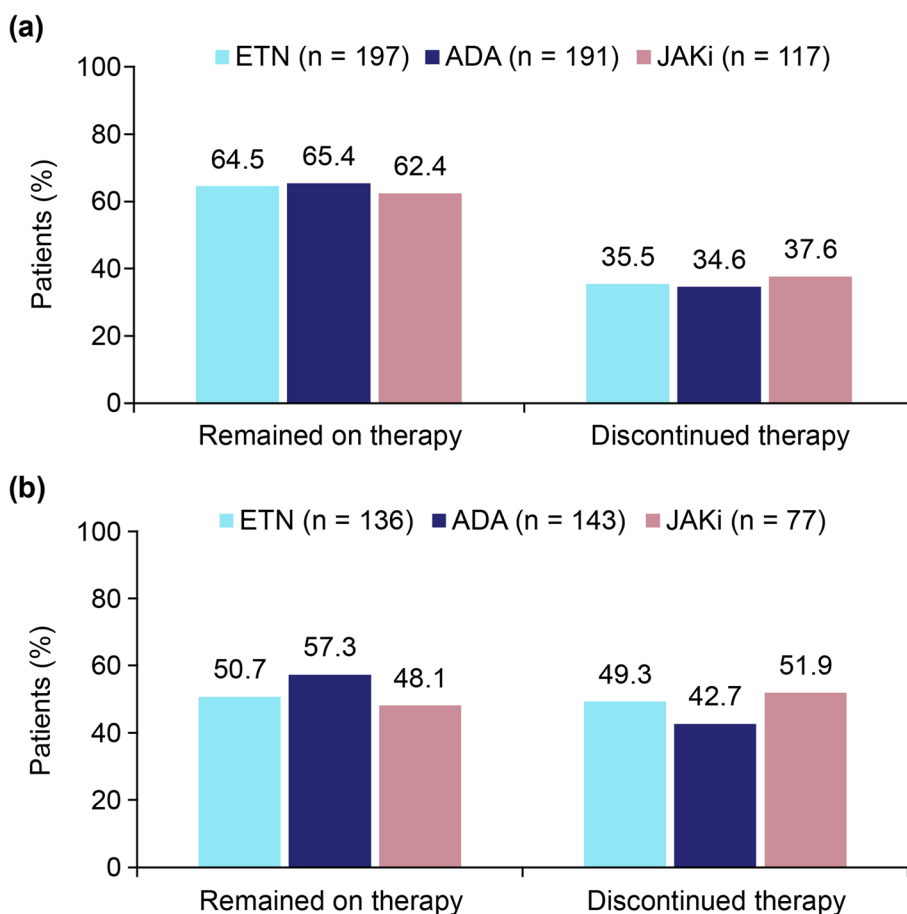 (a)
ETN (n = 197) ADA (n = 191) JAKi (n = 117)
Patients (%)
100
80
60
40
20
0
64.5 65.4 62.4
35.5 34.6 37.6
Remained on therapy Discontinued therapy
(b)
ETN (n = 136) ADA (n = 143) JAKi (n = 77)
Patients (%)
100
80
60
40
20
0
50.7 57.3 48.1
49.3 42.7 51.9
Remained on therapy Discontinued therapy